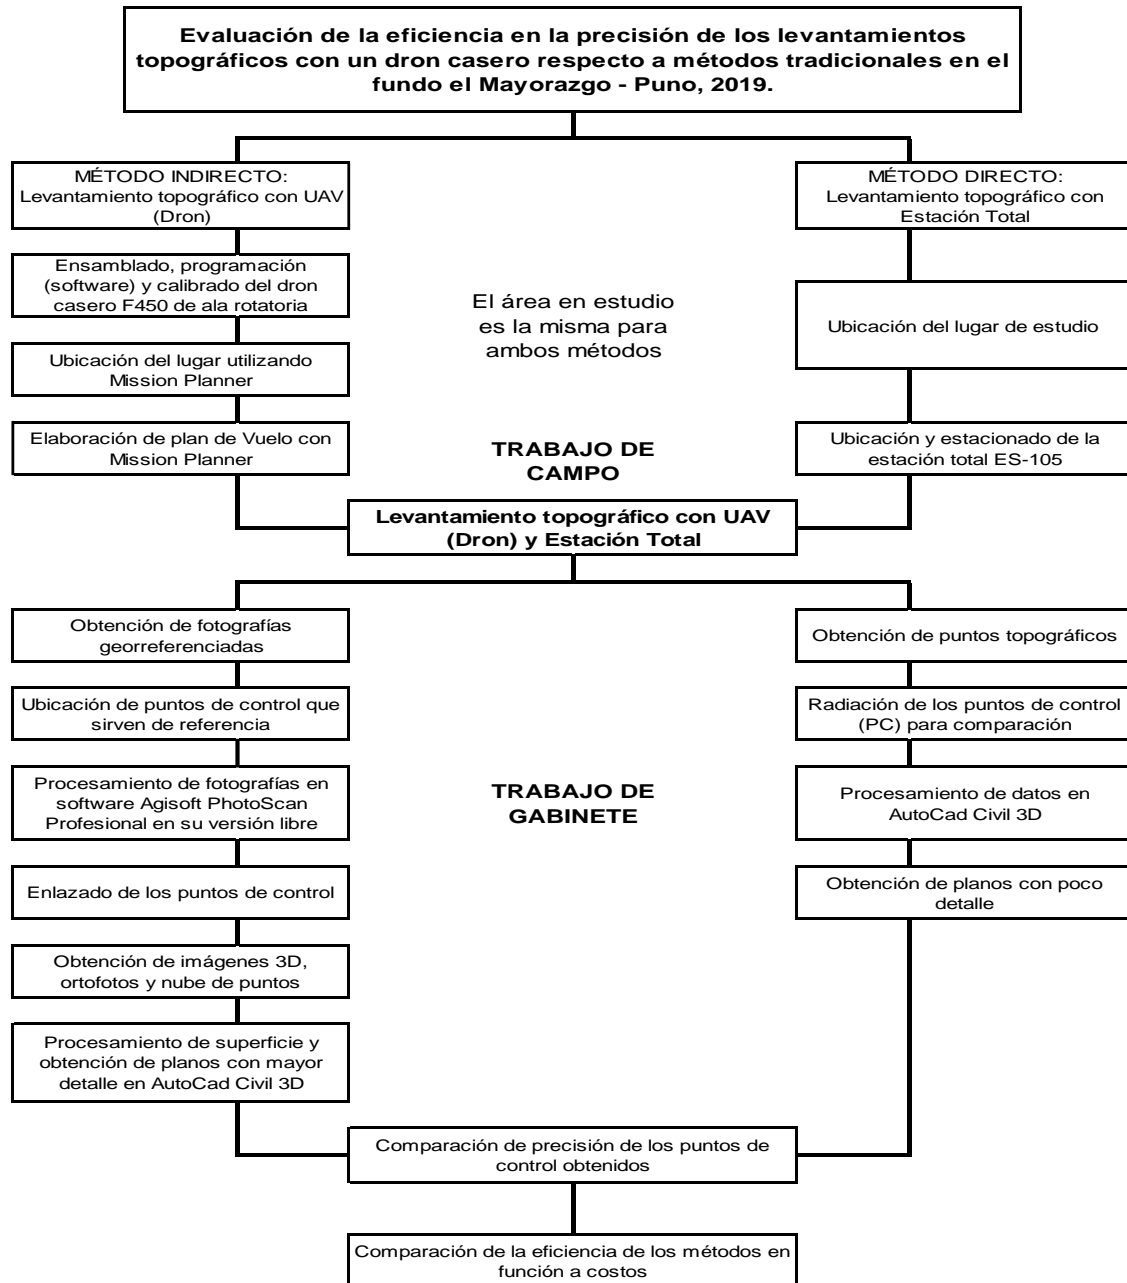 Evaluación de la eficiencia en la precisión de los levantamientos
topográficos con un dron casero respecto a métodos tradicionales en el
fundo el Mayorazgo - Puno, 2019.
MÉTODO INDIRECTO:
Levantamiento topográfico con UAV
(Dron)
MÉTODO DIRECTO:
Levantamiento topográfico con
Estación Total
Ensamblado, programación
(software) y calibrado del dron
casero F450 de ala rotatoria
El área en estudio
es la misma para
ambos métodos
Ubicación del lugar de estudio
Ubicación del lugar utilizando
Mission Planner
Elaboración de plan de Vuelo con
Mission Planner
TRABAJO DE
CAMPO
Ubicación y estacionado de la
estación total ES-105
Levantamiento topográfico con UAV
(Dron) y Estación Total
Obtención de fotografías
georreferenciadas
Obtención de puntos topográficos
Ubicación de puntos de control que
sirven de referencia
Radiación de los puntos de control
(PC) para comparación
Procesamiento de fotografías en
software Agisoft PhotoScan
Profesional en su versión libre
TRABAJO DE
GABINETE
Procesamiento de datos en
AutoCad Civil 3D
Enlazado de los puntos de control
Obtención de planos con poco
detalle
Obtención de imágenes 3D,
ortofotos y nube de puntos
Procesamiento de superficie y
obtención de planos con mayor
detalle en AutoCad Civil 3D
Comparación de precisión de los puntos de
control obtenidos
Comparación de la eficiencia de los métodos en
función a costos